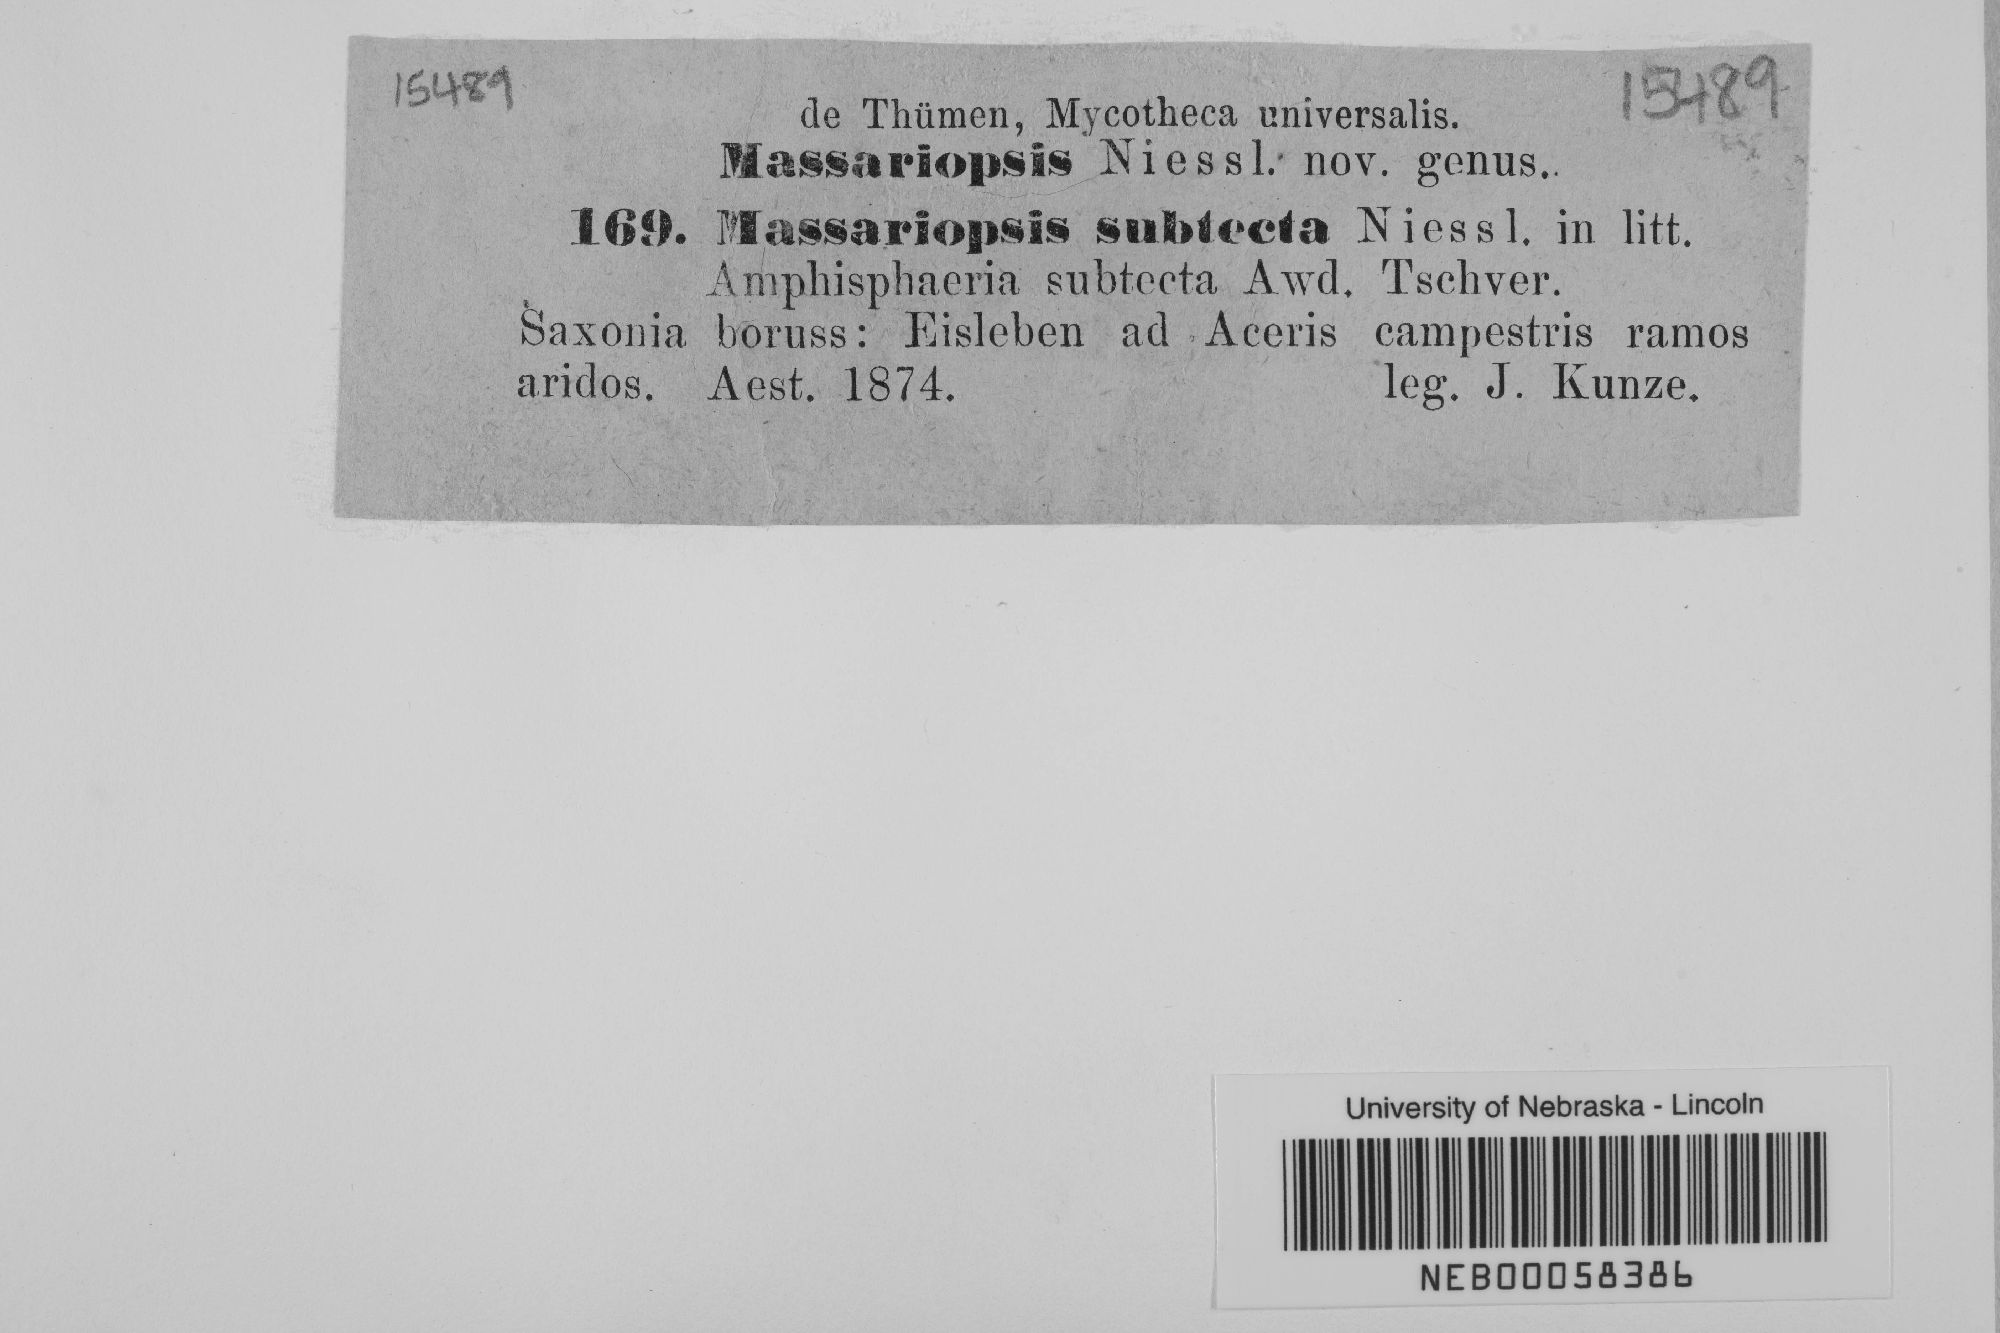 15489
15489
de Thümen, Mycotheca universalis.
Massariopsis Niessl. nov. genus.
169. Massariopsis subtecta Niessl. in litt.
Amphisphaeria subtecta Awd. Tschver.
Saxonia boruss: Eisleben ad Aceris campestris ramos
aridos. Aest. 1874. leg. J. Kunze.
University of Nebraska - Lincoln
NEB00058386